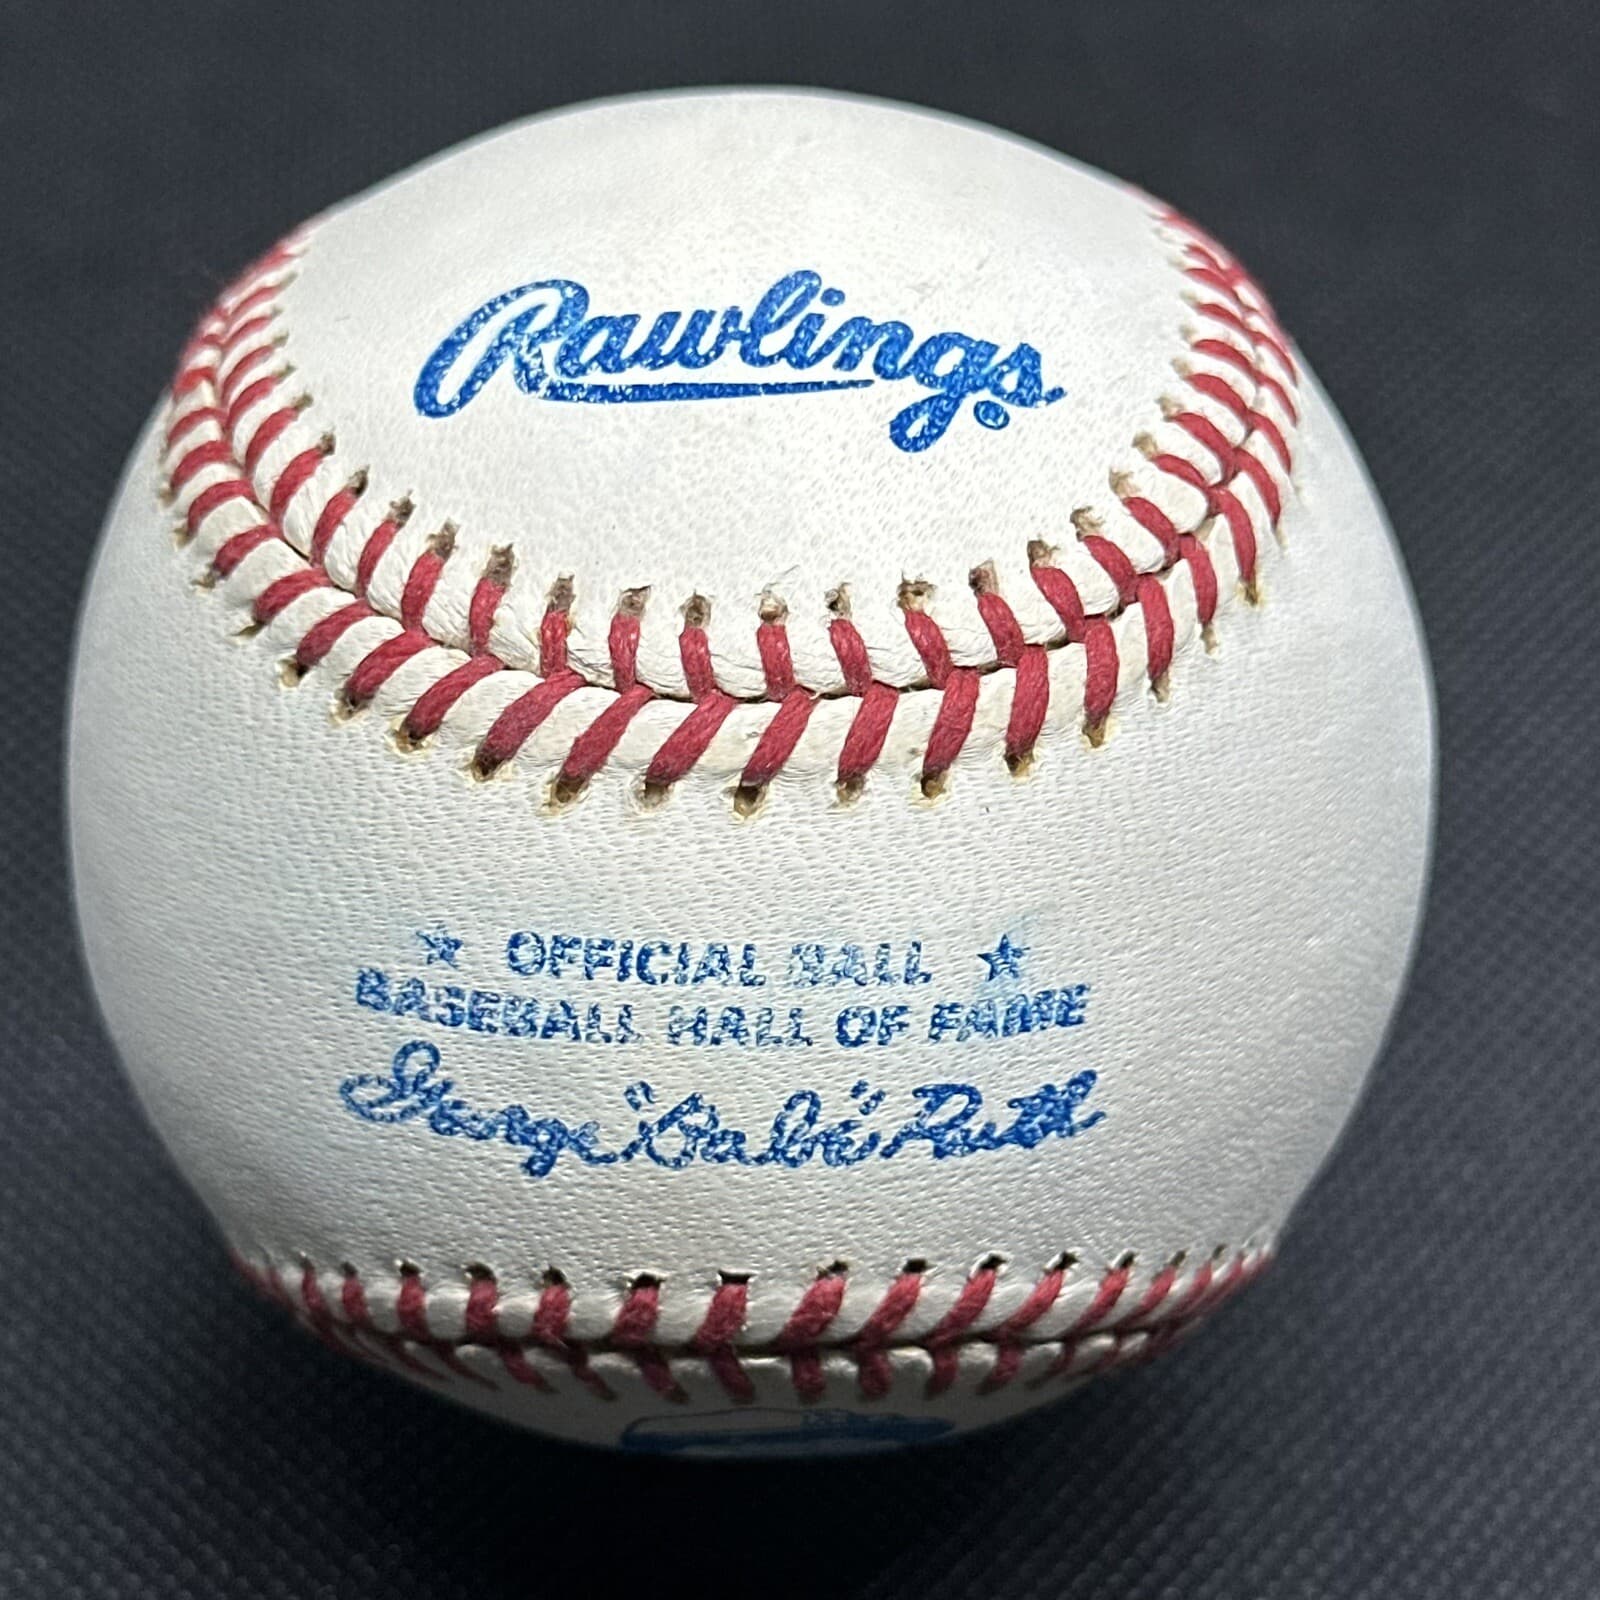 Rawlings
★ OFFICIAL BALL ★
BASEBALL HALL OF FAME
George "Babe" Ruth